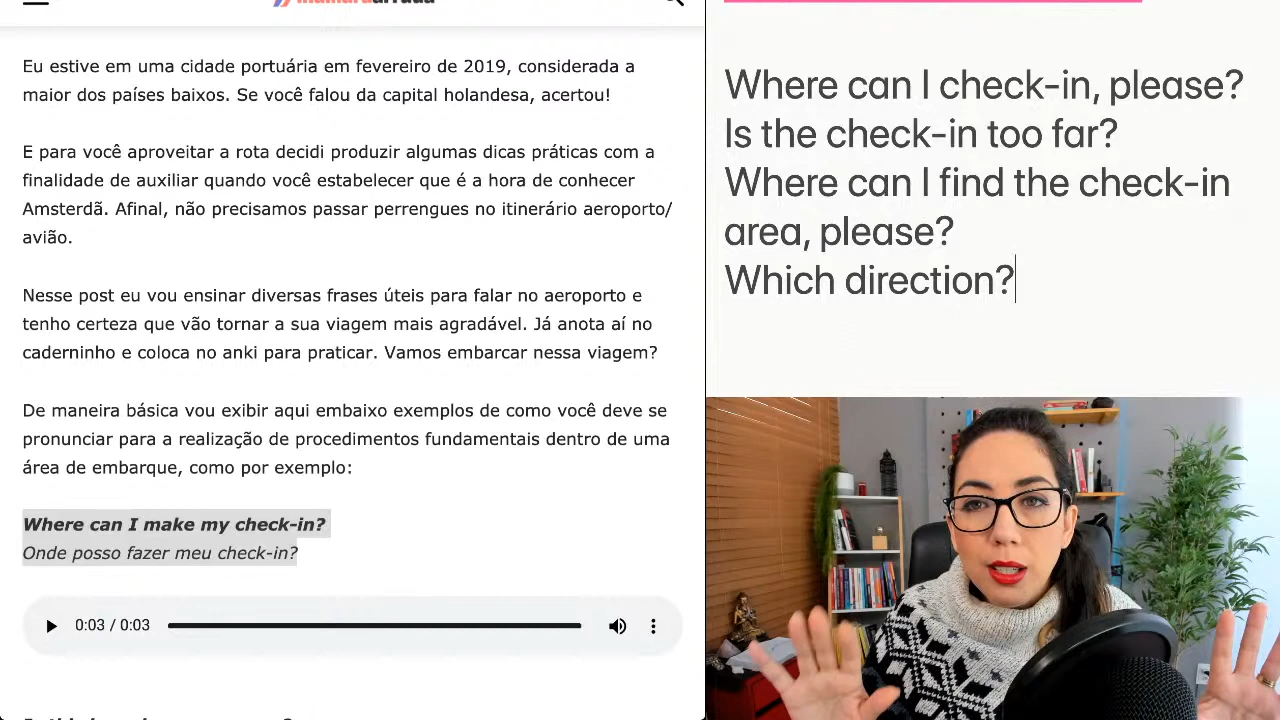 Eu estive em uma cidade portuária em fevereiro de 2019, considerada a
maior dos países baixos. Se você falou da capital holandesa, acertou!
E para você aproveitar a rota decidi produzir algumas dicas práticas com a
finalidade de auxiliar quando você estabelecer que é a hora de conhecer
Amsterdã. Afinal, não precisamos passar perrengues no itinerário aeroporto/
avião.
Nesse post eu vou ensinar diversas frases úteis para falar no aeroporto e
tenho certeza que vão tornar a sua viagem mais agradável. Já anota aí no
caderninho e coloca no anki para praticar. Vamos embarcar nessa viagem?
De maneira básica vou exibir aqui embaixo exemplos de como você deve se
pronunciar para a realização de procedimentos fundamentais dentro de uma
área de embarque, como por exemplo:
Where can I make my check-in?
Onde posso fazer meu check-in?
0:03 / 0:03
Where can I check-in, please?
Is the check-in too far?
Where can I find the check-in
area, please?
Which direction?